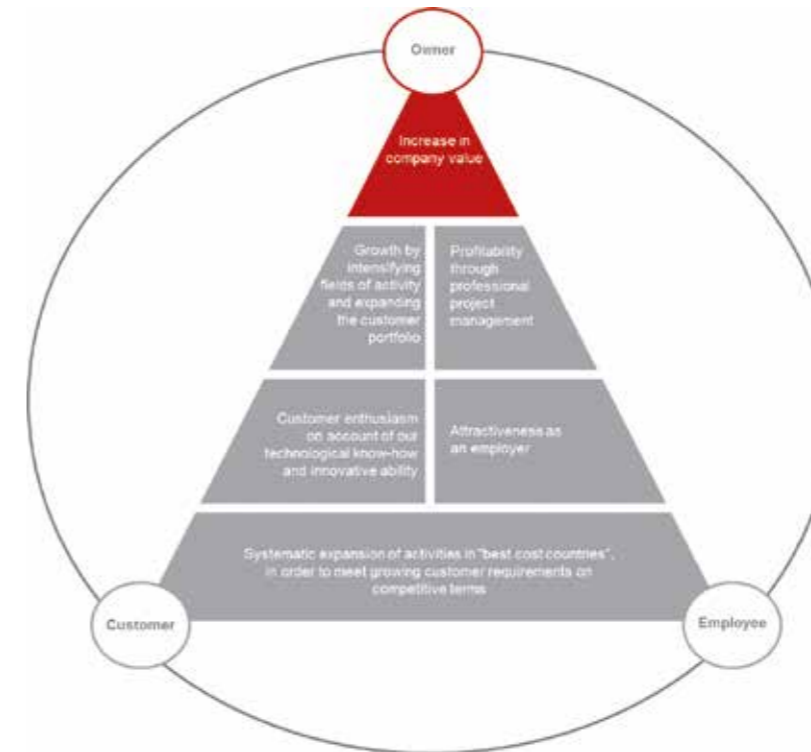 Owner
Increase in
company value
Growth by
intensifying
fields of activity
and expanding
the customer
portfolio
Profitability
through
professional
project
management
Customer enthusiasm
on account of our
technological know-how
and innovative ability
Attractiveness as
an employer
Systematic expansion of activities in "best cost countries",
in order to meet growing customer requirements on
competitive terms
Customer
Employee